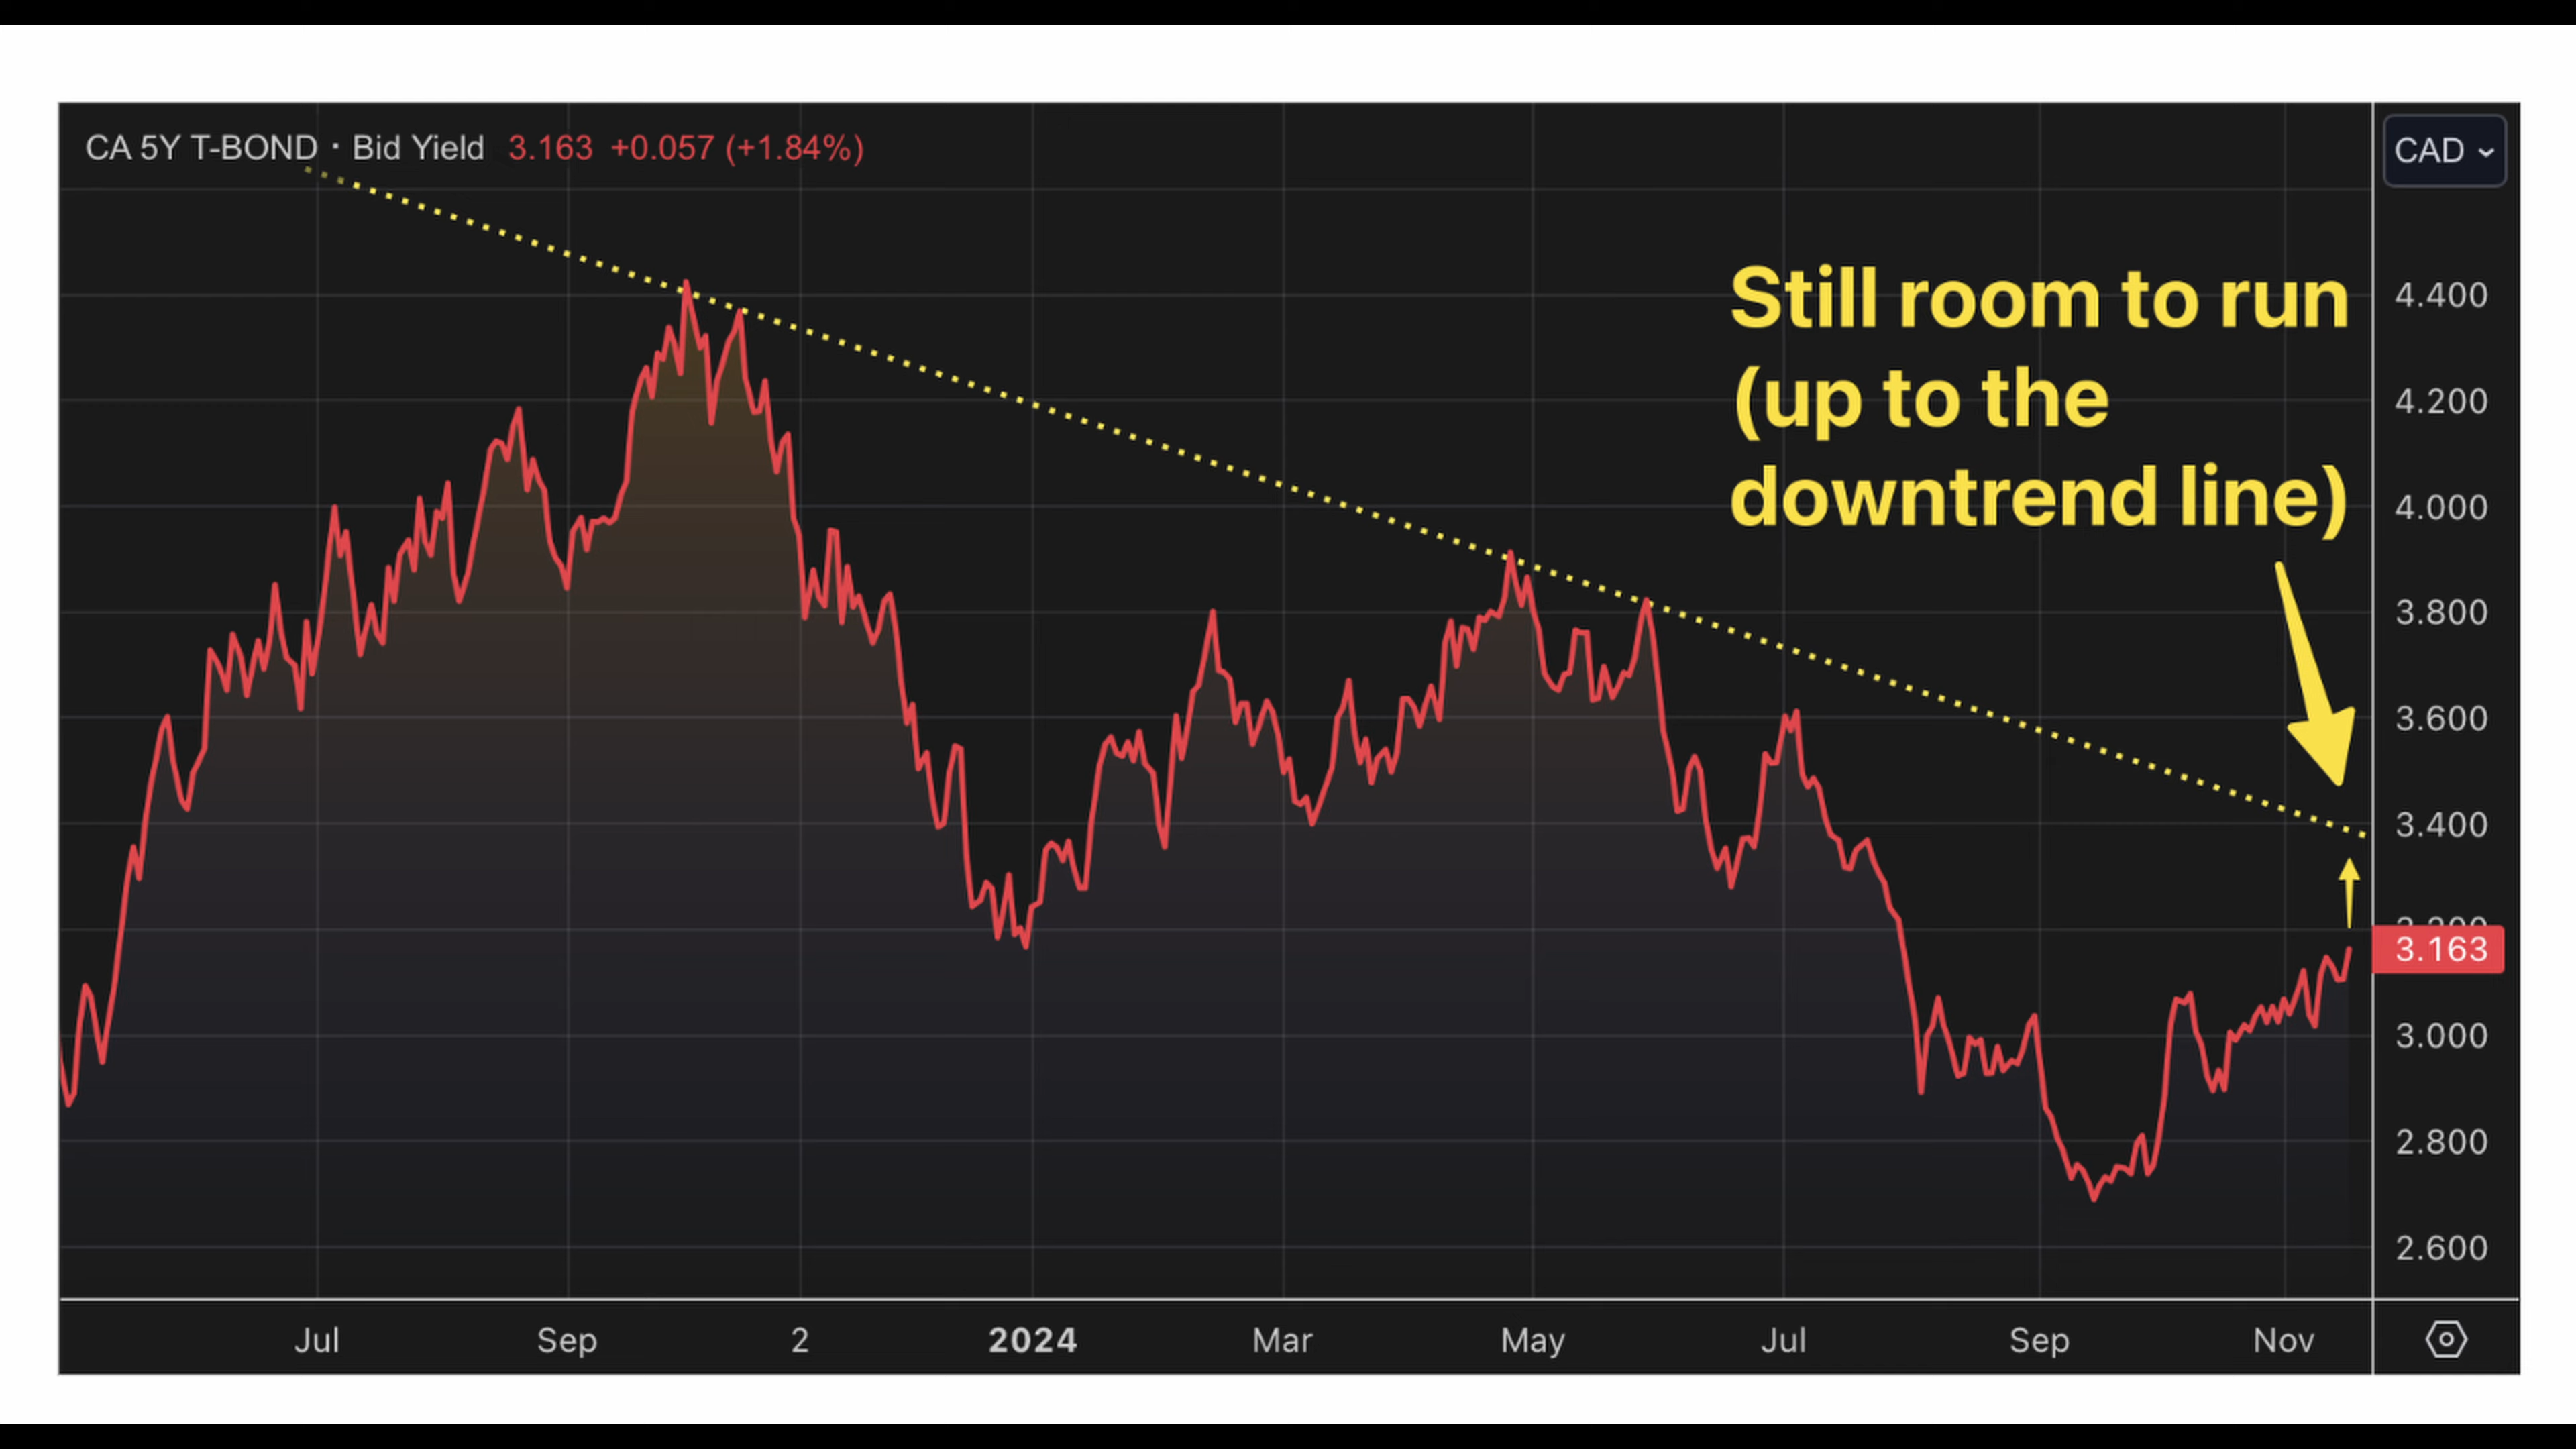 CA 5Y T-BOND · Bid Yield 3.163 +0.057 (+1.84%)
CAD
Still room to run
(up to the
downtrend line)
4.400
4.200
4.000
3.800
3.600
3.400
3.200
3.163
3.000
2.800
2.600
Jul Sep 2 2024 Mar May Jul Sep Nov